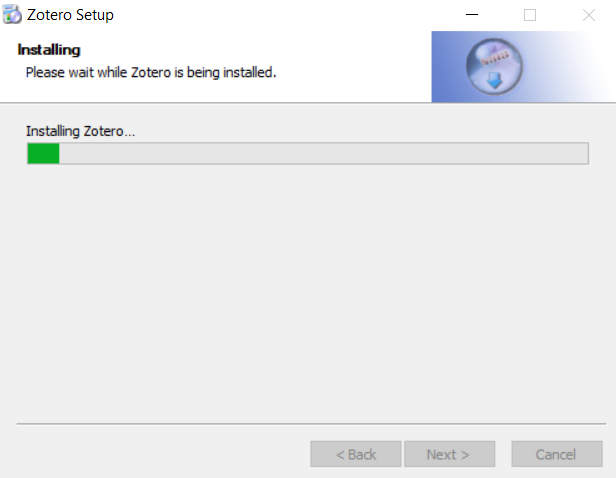 Zotero Setup
Installing
Please wait while Zotero is being installed.
Installing Zotero...
< Back
Next >
Cancel